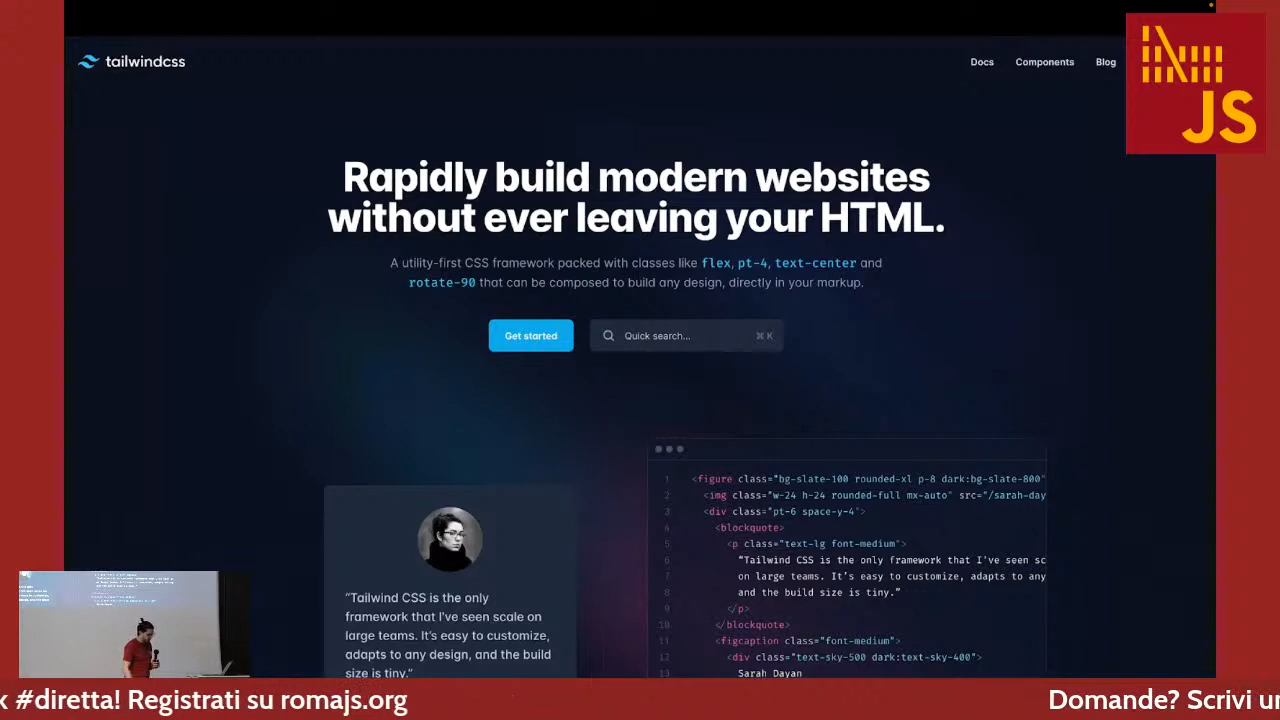 tailwindcss
Docs
Components
Blog
JS
Rapidly build modern websites
without ever leaving your HTML.
A utility-first CSS framework packed with classes like flex, pt-4, text-center and
rotate-90 that can be composed to build any design, directly in your markup.
Get started
Quick search...
⌘ K
“Tailwind CSS is the only
framework that I've seen scale on
large teams. It's easy to customize,
adapts to any design, and the build
size is tiny.”
1 <figure class="bg-slate-100 rounded-xl p-8 dark:bg-slate-800"
2 <img class="w-24 h-24 rounded-full mx-auto" src="/sarah-day
3 <div class="pt-6 space-y-4">
4 <blockquote>
5 <p class="text-lg font-medium">
6 “Tailwind CSS is the only framework that I've seen sc
7 on large teams. It's easy to customize, adapts to any
8 and the build size is tiny.”
9 </p>
10 </blockquote>
11 <figcaption class="font-medium">
12 <div class="text-sky-500 dark:text-sky-400">
13 Sarah Dayan
k #diretta! Registrati su romajs.org
Domande? Scrivi un